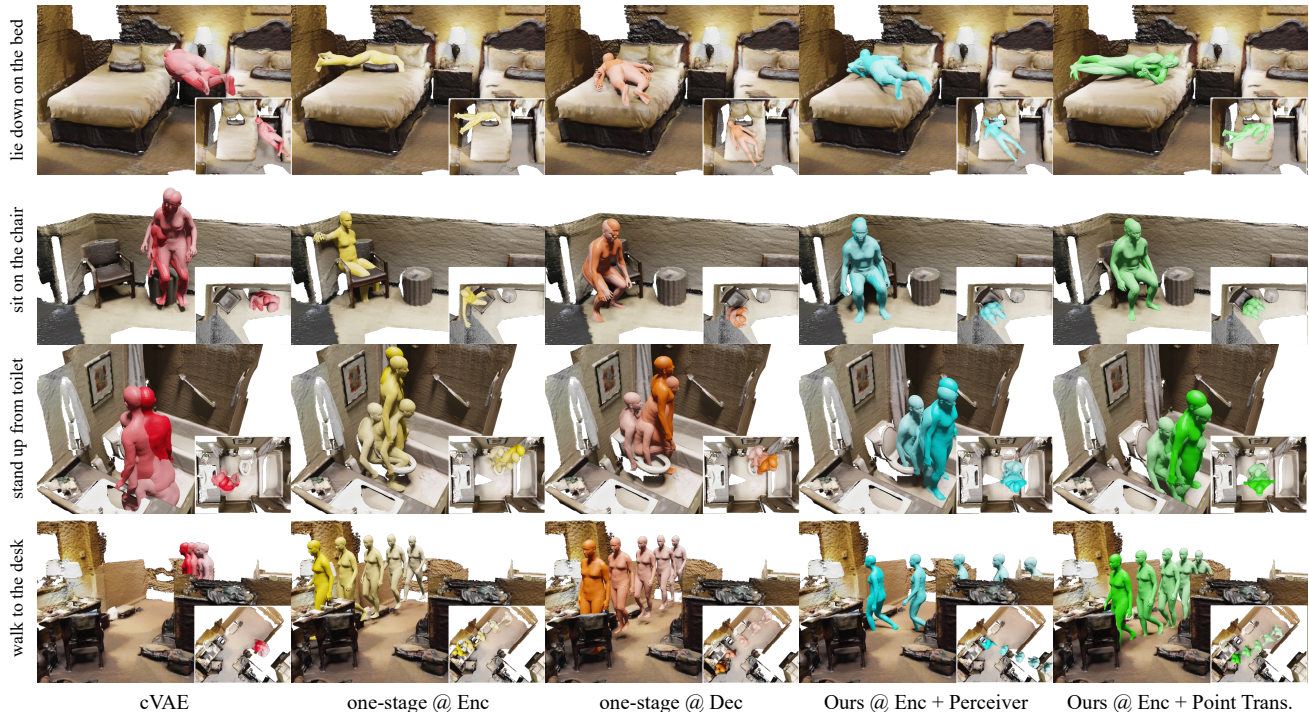 lie down on the bed
sit on the chair
stand up from toilet
walk to the desk
cVAE
one-stage @ Enc
one-stage @ Dec
Ours @ Enc + Perceiver
Ours @ Enc + Point Trans.